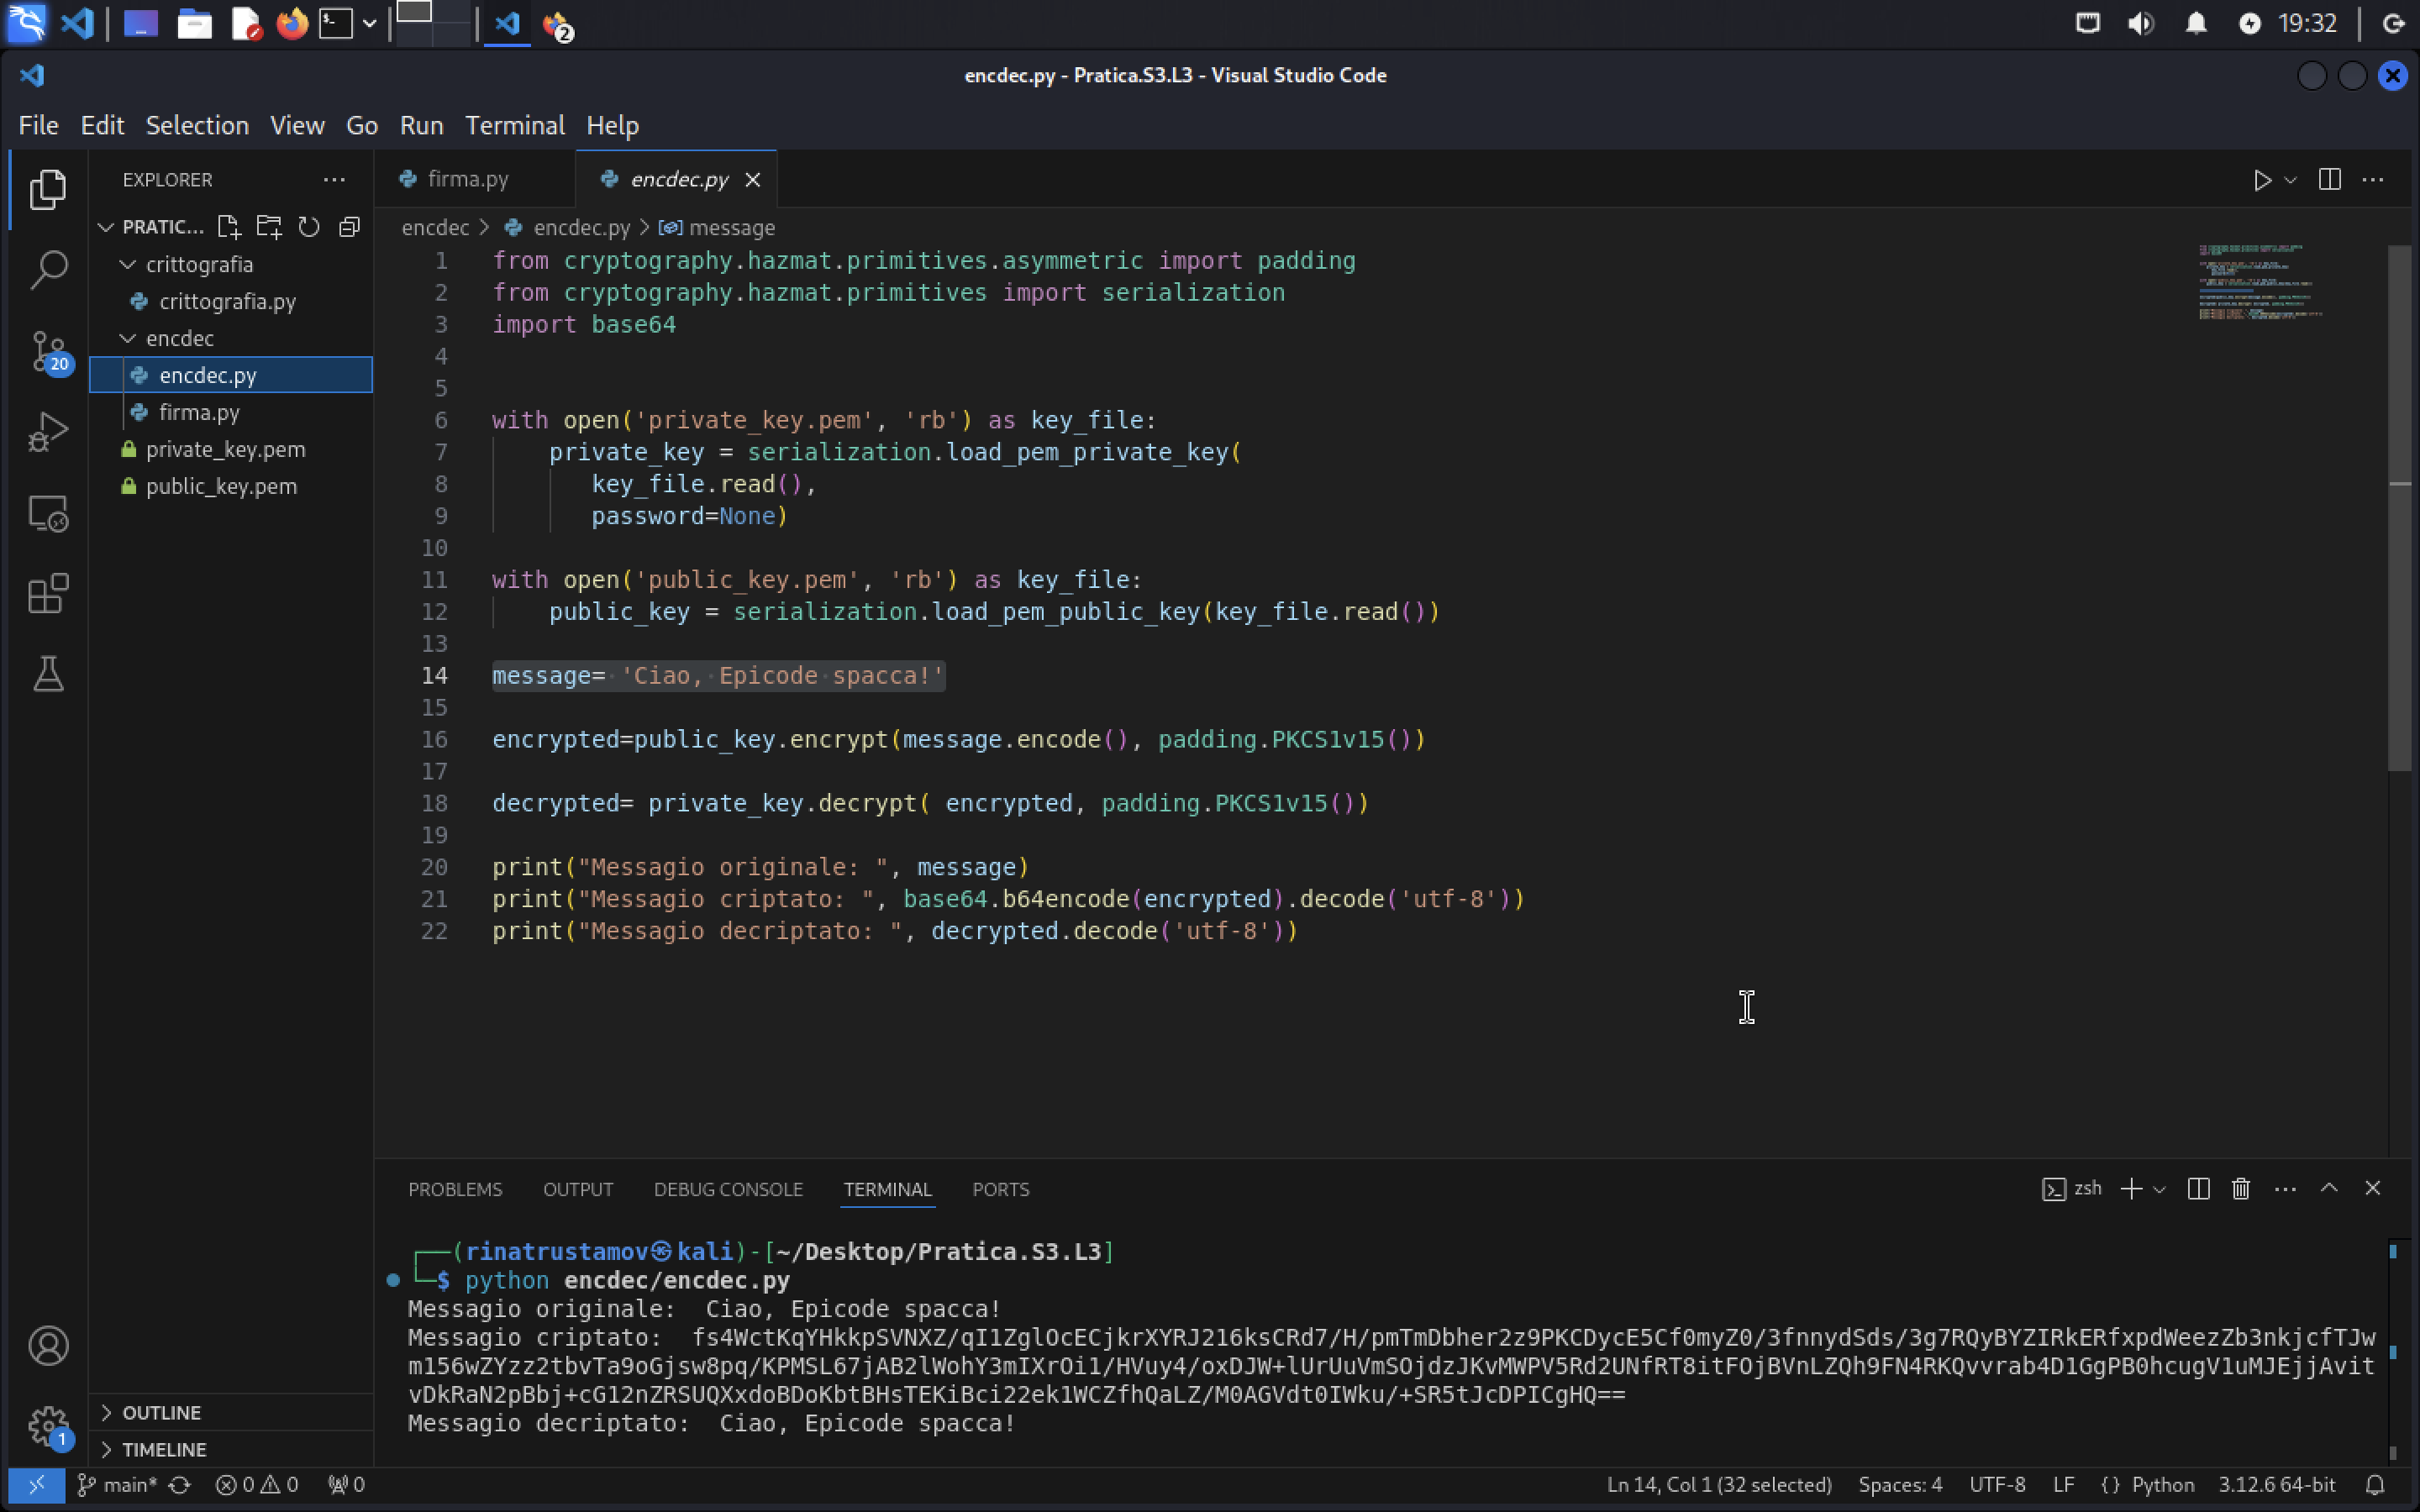 19:32
2
encdec.py - Pratica.S3.L3 - Visual Studio Code
File Edit Selection View Go Run Terminal Help
EXPLORER
PRATIC...
crittografia
crittografia.py
encdec
encdec.py
firma.py
private_key.pem
public_key.pem
OUTLINE
TIMELINE
20
1
firma.py encdec.py
encdec > encdec.py > message
1 from cryptography.hazmat.primitives.asymmetric import padding
2 from cryptography.hazmat.primitives import serialization
3 import base64
4
5
6 with open('private_key.pem', 'rb') as key_file:
7     private_key = serialization.load_pem_private_key(
8        key_file.read(),
9        password=None)
10
11 with open('public_key.pem', 'rb') as key_file:
12     public_key = serialization.load_pem_public_key(key_file.read())
13
14 message= 'Ciao, Epicode spacca!'
15
16 encrypted=public_key.encrypt(message.encode(), padding.PKCS1v15())
17
18 decrypted= private_key.decrypt( encrypted, padding.PKCS1v15())
19
20 print("Messagio originale: ", message)
21 print("Messagio criptato: ", base64.b64encode(encrypted).decode('utf-8'))
22 print("Messagio decriptato: ", decrypted.decode('utf-8'))
PROBLEMS OUTPUT DEBUG CONSOLE TERMINAL PORTS
zsh
(rinatrustamov㉿kali)-[~/Desktop/Pratica.S3.L3]
$ python encdec/encdec.py
Messagio originale:  Ciao, Epicode spacca!
Messagio criptato:  fs4WctKqYHkkpSVNXZ/qI1ZglOcECjkrXYRJ216ksCRd7/H/pmTmDbher2z9PKCDycE5Cf0myZ0/3fnnydSds/3g7RQyBYZIRkERfxpdWeezZb3nkjcfTJw
m156wZYzz2tbvTa9oGjsw8pq/KPMSL67jAB2lWohY3mIXrOi1/HVuy4/oxDJW+lUrUuVmSOjdzJKvMWPV5Rd2UNfRT8itFOjBVnLZQh9FN4RKQvvrab4D1GgPB0hcugV1uMJEjjAvit
vDkRaN2pBbj+cG12nZRSUQXxdoBDoKbtBHsTEKiBci22ek1WCZfhQaLZ/M0AGVdt0IWku/+SR5tJcDPICgHQ==
Messagio decriptato:  Ciao, Epicode spacca!
main* 0 0 0 Ln 14, Col 1 (32 selected) Spaces: 4 UTF-8 LF {} Python 3.12.6 64-bit